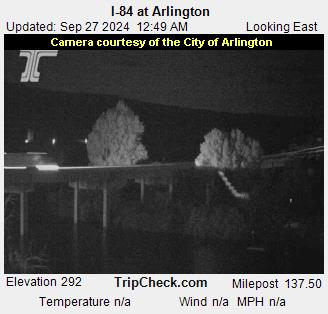 I-84 at Arlington
Updated: Sep 27 2024 12:49 AM Looking East
Camera courtesy of the City of Arlington
Elevation 292 TripCheck.com Milepost 137.50
Temperature n/a Wind n/a MPH n/a